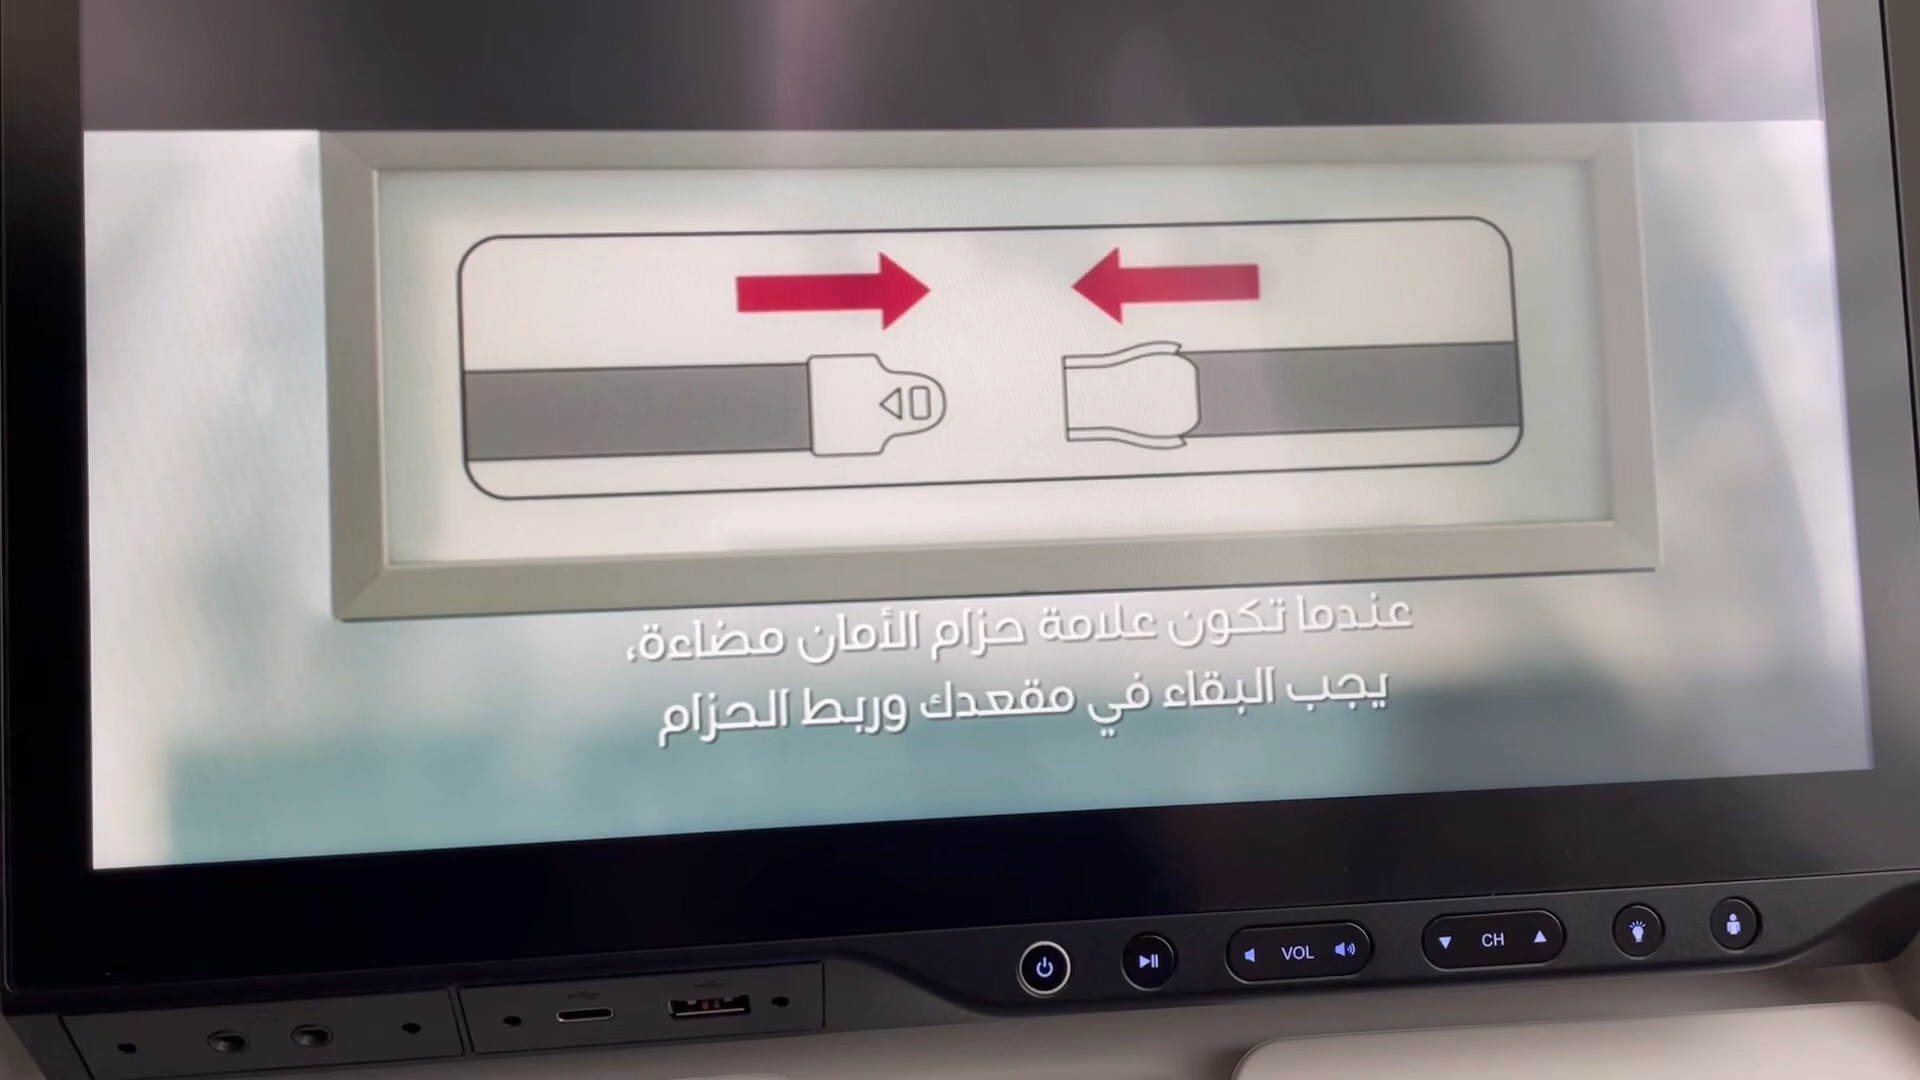 عندما تكون علامة حزام الأمان مضاءة،
يجب البقاء في مقعدك وربط الحزام
VOL
CH